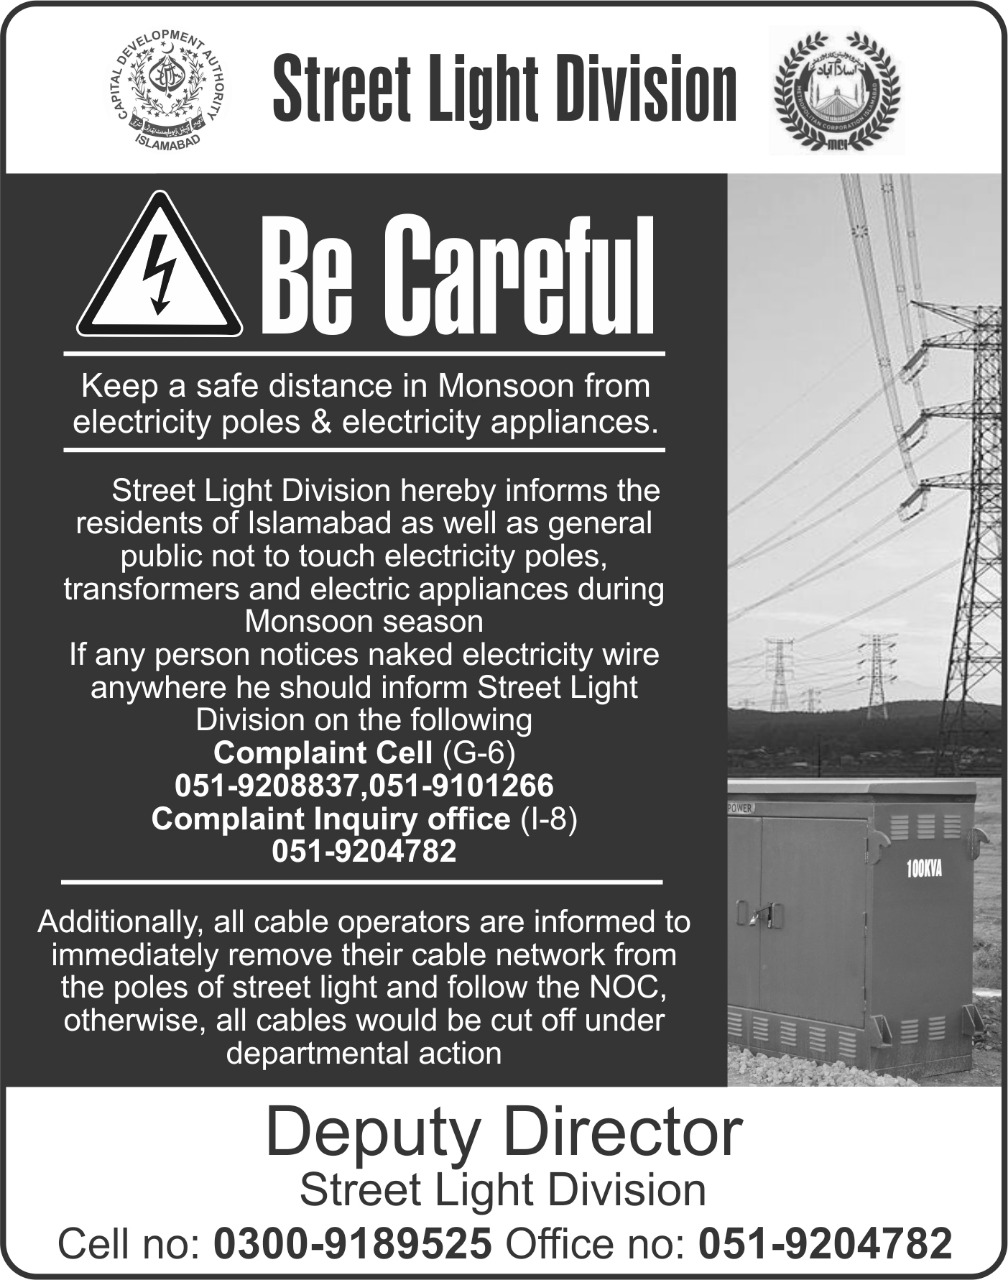 CAPITAL DEVELOPMENT AUTHORITY
ISLAMABAD
Street Light Division
METROPOLITAN CORPORATION ISLAMABAD
MCI
Be Careful
Keep a safe distance in Monsoon from
electricity poles & electricity appliances.
Street Light Division hereby informs the
residents of Islamabad as well as general
public not to touch electricity poles,
transformers and electric appliances during
Monsoon season
If any person notices naked electricity wire
anywhere he should inform Street Light
Division on the following
Complaint Cell (G-6)
051-9208837,051-9101266
Complaint Inquiry office (I-8)
051-9204782
POWER
100KVA
Additionally, all cable operators are informed to
immediately remove their cable network from
the poles of street light and follow the NOC,
otherwise, all cables would be cut off under
departmental action
Deputy Director
Street Light Division
Cell no: 0300-9189525 Office no: 051-9204782